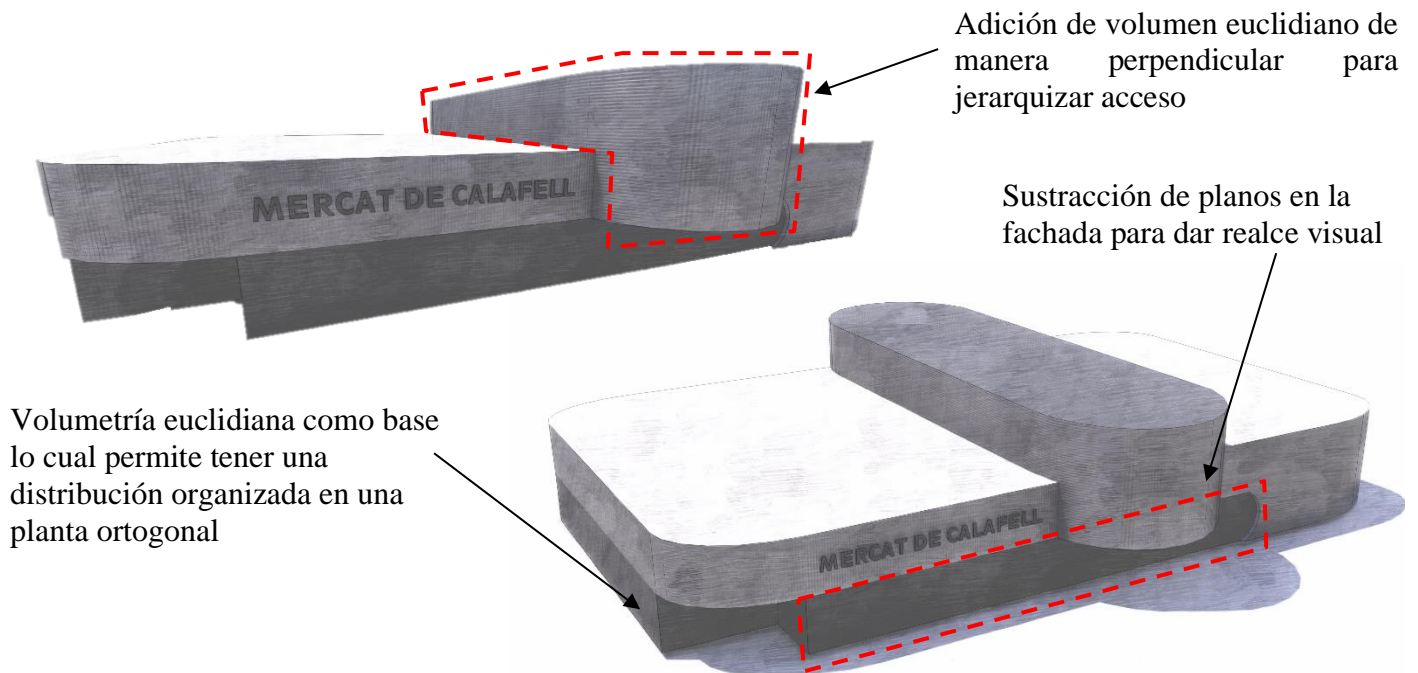 Adición de volumen euclidiano de
manera perpendicular para
jerarquizar acceso
MERCAT DE CALAFELL
Sustracción de planos en la
fachada para dar realce visual
Volumetría euclidiana como base
lo cual permite tener una
distribución organizada en una
planta ortogonal
MERCAT DE CALAFELL